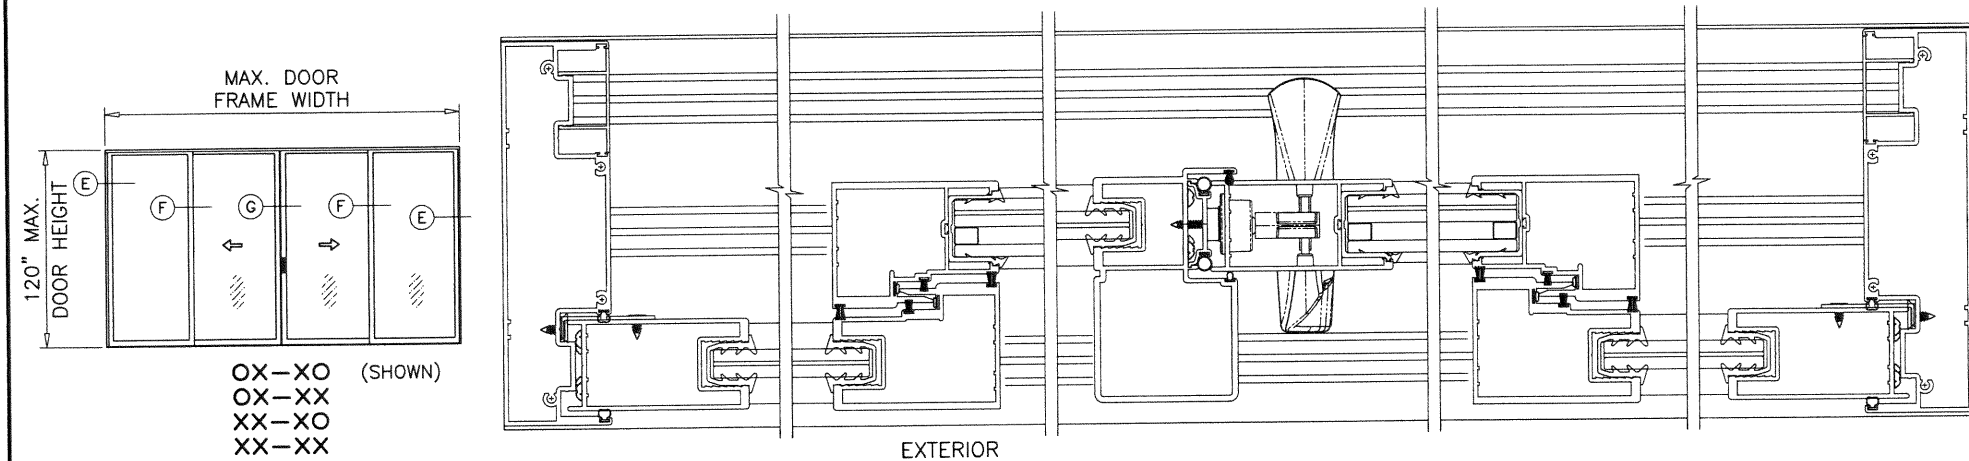 MAX. DOOR
FRAME WIDTH
120" MAX.
DOOR HEIGHT
E
F
G
F
E
OX-XO (SHOWN)
OX-XX
XX-XO
XX-XX
EXTERIOR